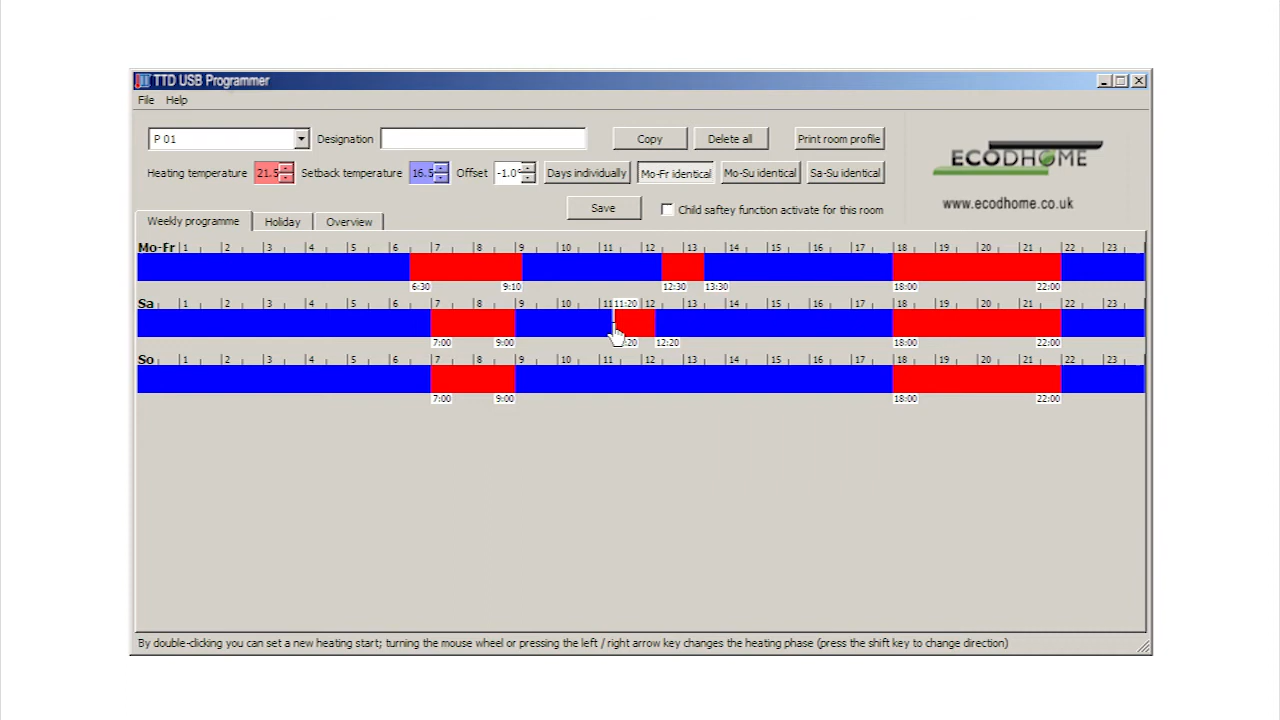 TTD USB Programmer
File Help
P 01 Designation Copy Delete all Print room profile
Heating temperature 21.5 Setback temperature 16.5 Offset -1.0° Days individually Mo-Fr identical Mo-Su identical Sa-Su identical
ECODHOME
www.ecodhome.co.uk
Save Child saftey function activate for this room
Weekly programme Holiday Overview
Mo-Fr 1 2 3 4 5 6 7 8 9 10 11 12 13 14 15 16 17 18 19 20 21 22 23
6:30 9:10 12:30 13:30 18:00 22:00
Sa 1 2 3 4 5 6 7 8 9 10 11 11:20 12 13 14 15 16 17 18 19 20 21 22 23
7:00 9:00 :20 12:20 18:00 22:00
So 1 2 3 4 5 6 7 8 9 10 11 12 13 14 15 16 17 18 19 20 21 22 23
7:00 9:00 18:00 22:00
By double-clicking you can set a new heating start; turning the mouse wheel or pressing the left / right arrow key changes the heating phase (press the shift key to change direction)